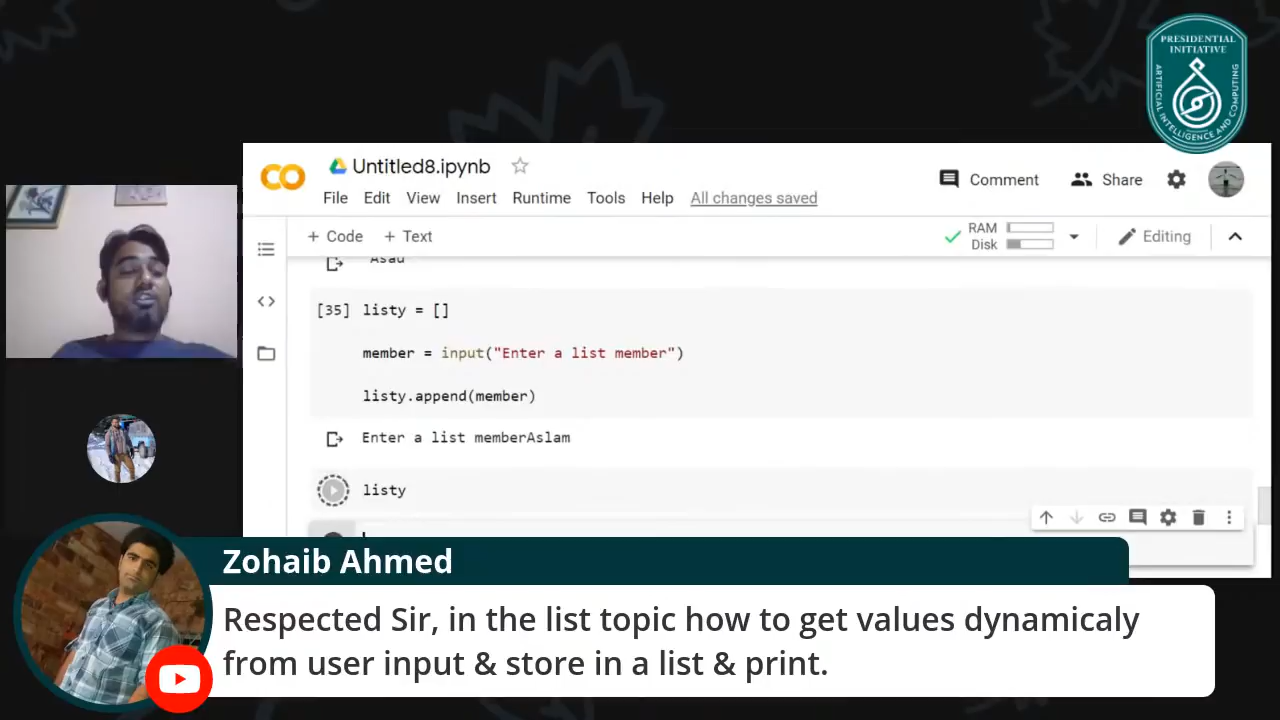 PRESIDENTIAL
INITIATIVE
ARTIFICIAL INTELLIGENCE AND COMPUTING
Untitled8.ipynb
Comment
Share
File Edit View Insert Runtime Tools Help All changes saved
+ Code + Text
RAM
Disk
Editing
Asad
[35] listy = []
member = input("Enter a list member")
listy.append(member)
Enter a list memberAslam
listy
Zohaib Ahmed
Respected Sir, in the list topic how to get values dynamicaly
from user input & store in a list & print.